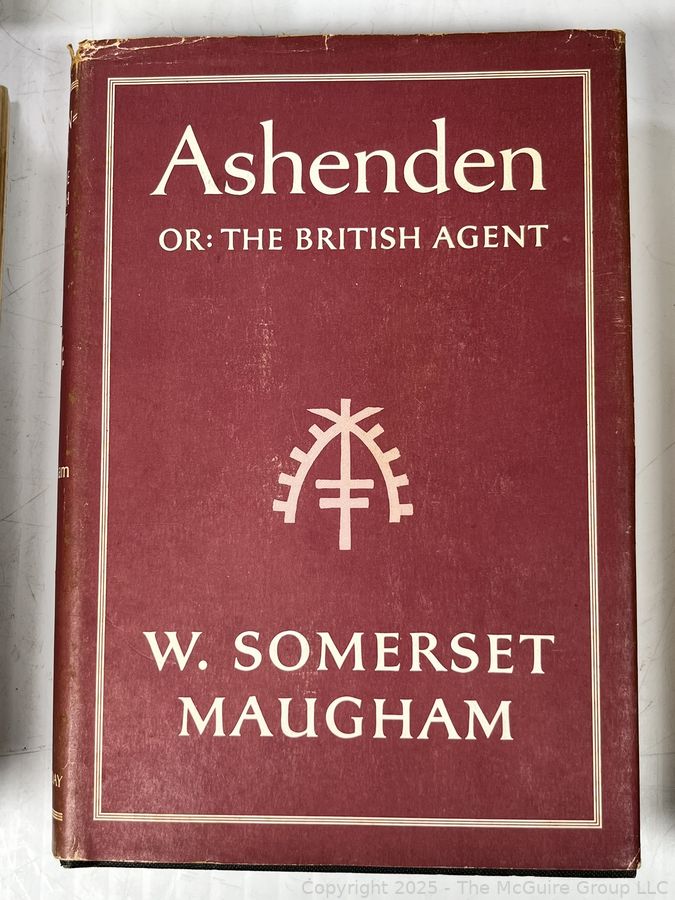 Ashenden
OR: THE BRITISH AGENT
W. SOMERSET
MAUGHAM
Copyright 2025 - The McGuire Group LLC